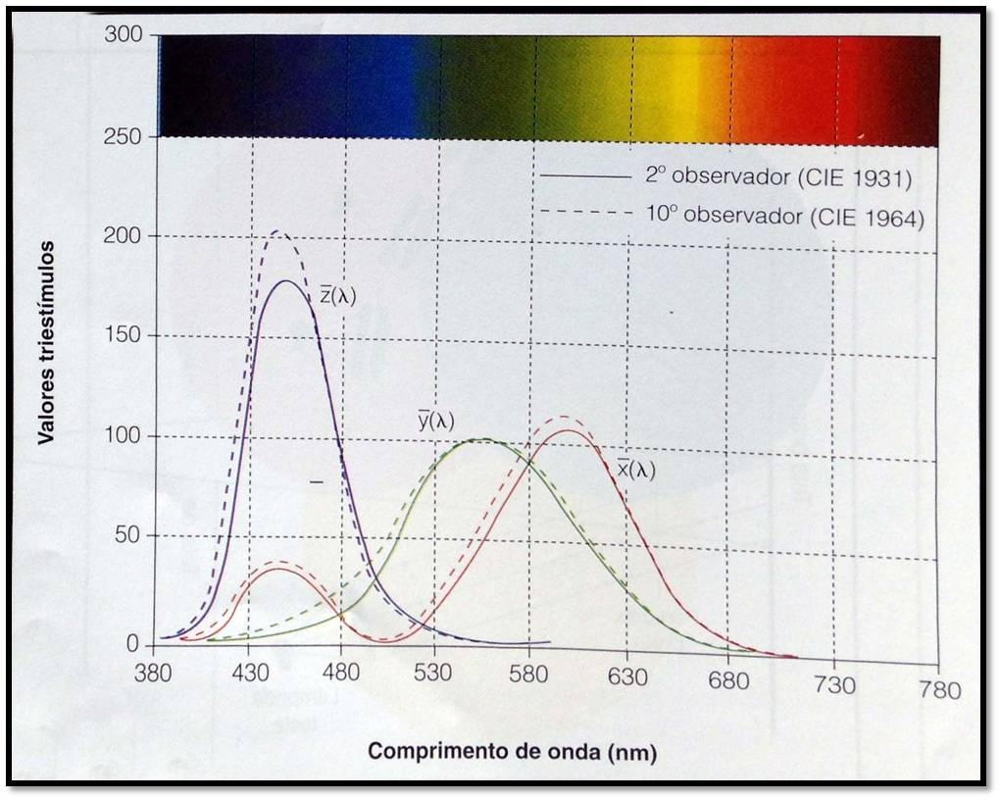 300
250
200
150
100
50
0
Valores triestímulos
2º observador (CIE 1931)
10º observador (CIE 1964)
z̅(λ)
y̅(λ)
x̅(λ)
380 430 480 530 580 630 680 730 780
Comprimento de onda (nm)